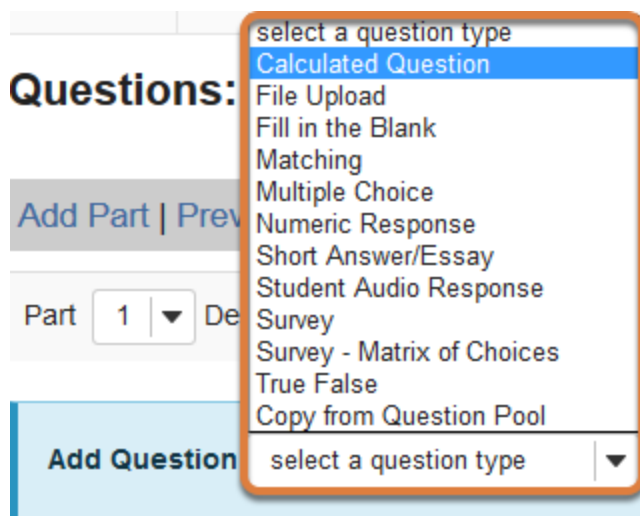 select a question type
Calculated Question
Questions:
File Upload
Fill in the Blank
Matching
Multiple Choice
Add Part |
Numeric Response
Short Answer/Essay
Student Audio Response
Part 1
Survey
Survey - Matrix of Choices
True False
Copy from Question Pool
Add Question select a question type